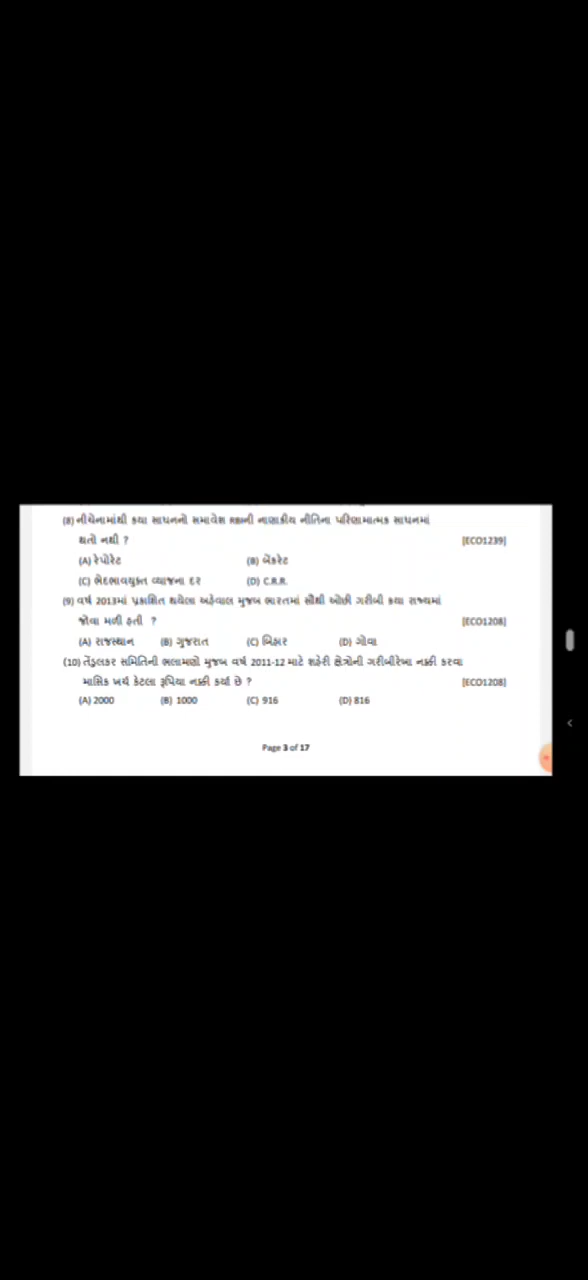 (8) નીચેનામાંથી કયા સાધનનો સમાવેશ RBIની નાણાકીય નીતિના પરિણામાત્મક સાધનમાં
થતો નથી ? [ECO1239]
(A) રેપોરેટ (B) બેંકરેટ
(C) ભેદભાવયુક્ત વ્યાજના દર (D) C.R.R.
(9) વર્ષ 2013માં પ્રકાશિત થયેલા અહેવાલ મુજબ ભારતમાં સૌથી ઓછી ગરીબી કયા રાજ્યમાં
જોવા મળી હતી ? [ECO1208]
(A) રાજસ્થાન (B) ગુજરાત (C) બિહાર (D) ગોવા
(10) તેંડુલકર સમિતિની ભલામણો મુજબ વર્ષ 2011-12 માટે શહેરી ક્ષેત્રોની ગરીબીરેખા નક્કી કરવા
માસિક ખર્ચ કેટલા રૂપિયા નક્કી કર્યા છે ? [ECO1208]
(A) 2000 (B) 1000 (C) 916 (D) 816
Page 3 of 17